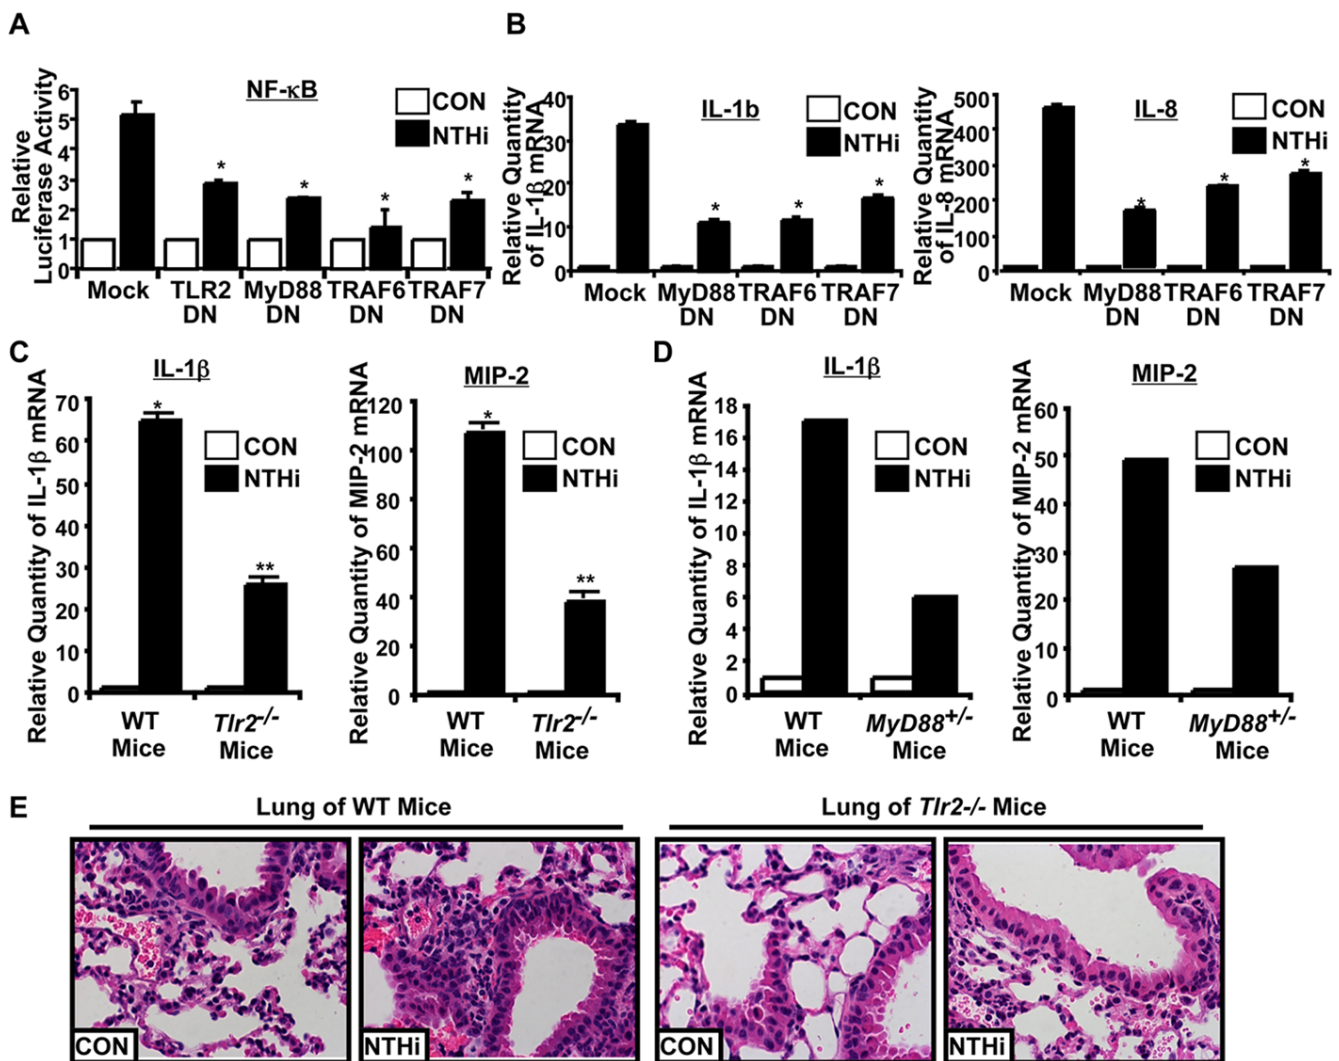 A
NF-κB
CON
NTHi
Relative
Luciferase Activity
6
5
4
3
2
1
0
*
*
*
*
Mock
TLR2
DN
MyD88
DN
TRAF6
DN
TRAF7
DN
B
IL-1b
CON
NTHi
Relative Quantity
of IL-1β mRNA
40
30
20
10
0
*
*
*
Mock
MyD88
DN
TRAF6
DN
TRAF7
DN
IL-8
CON
NTHi
Relative Quantity
of IL-8 mRNA
500
400
300
200
100
0
*
*
*
Mock
MyD88
DN
TRAF6
DN
TRAF7
DN
C
IL-1β
CON
NTHi
Relative Quantity of IL-1β mRNA
70
60
50
40
30
20
10
0
*
**
WT
Mice
Tlr2-/-
Mice
MIP-2
CON
NTHi
Relative Quantity of MIP-2 mRNA
120
100
80
60
40
20
0
*
**
WT
Mice
Tlr2-/-
Mice
D
IL-1β
CON
NTHi
Relative Quantity of IL-1β mRNA
18
16
14
12
10
8
6
4
2
0
WT
Mice
MyD88+/-
Mice
MIP-2
CON
NTHi
Relative Quantity of MIP-2 mRNA
60
50
40
30
20
10
0
WT
Mice
MyD88+/-
Mice
E
Lung of WT Mice
Lung of Tlr2-/- Mice
CON
NTHi
CON
NTHi